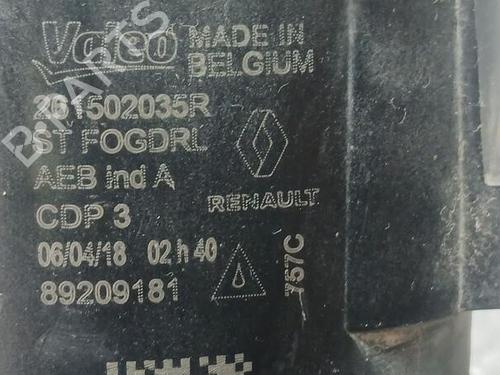 Valeo MADE IN
BELGIUM
261502035R
ST FOGDRL
AEB ind A
CDP 3
RENAULT
06/04/18 02 h 40
89209181
757C
B-PARTS